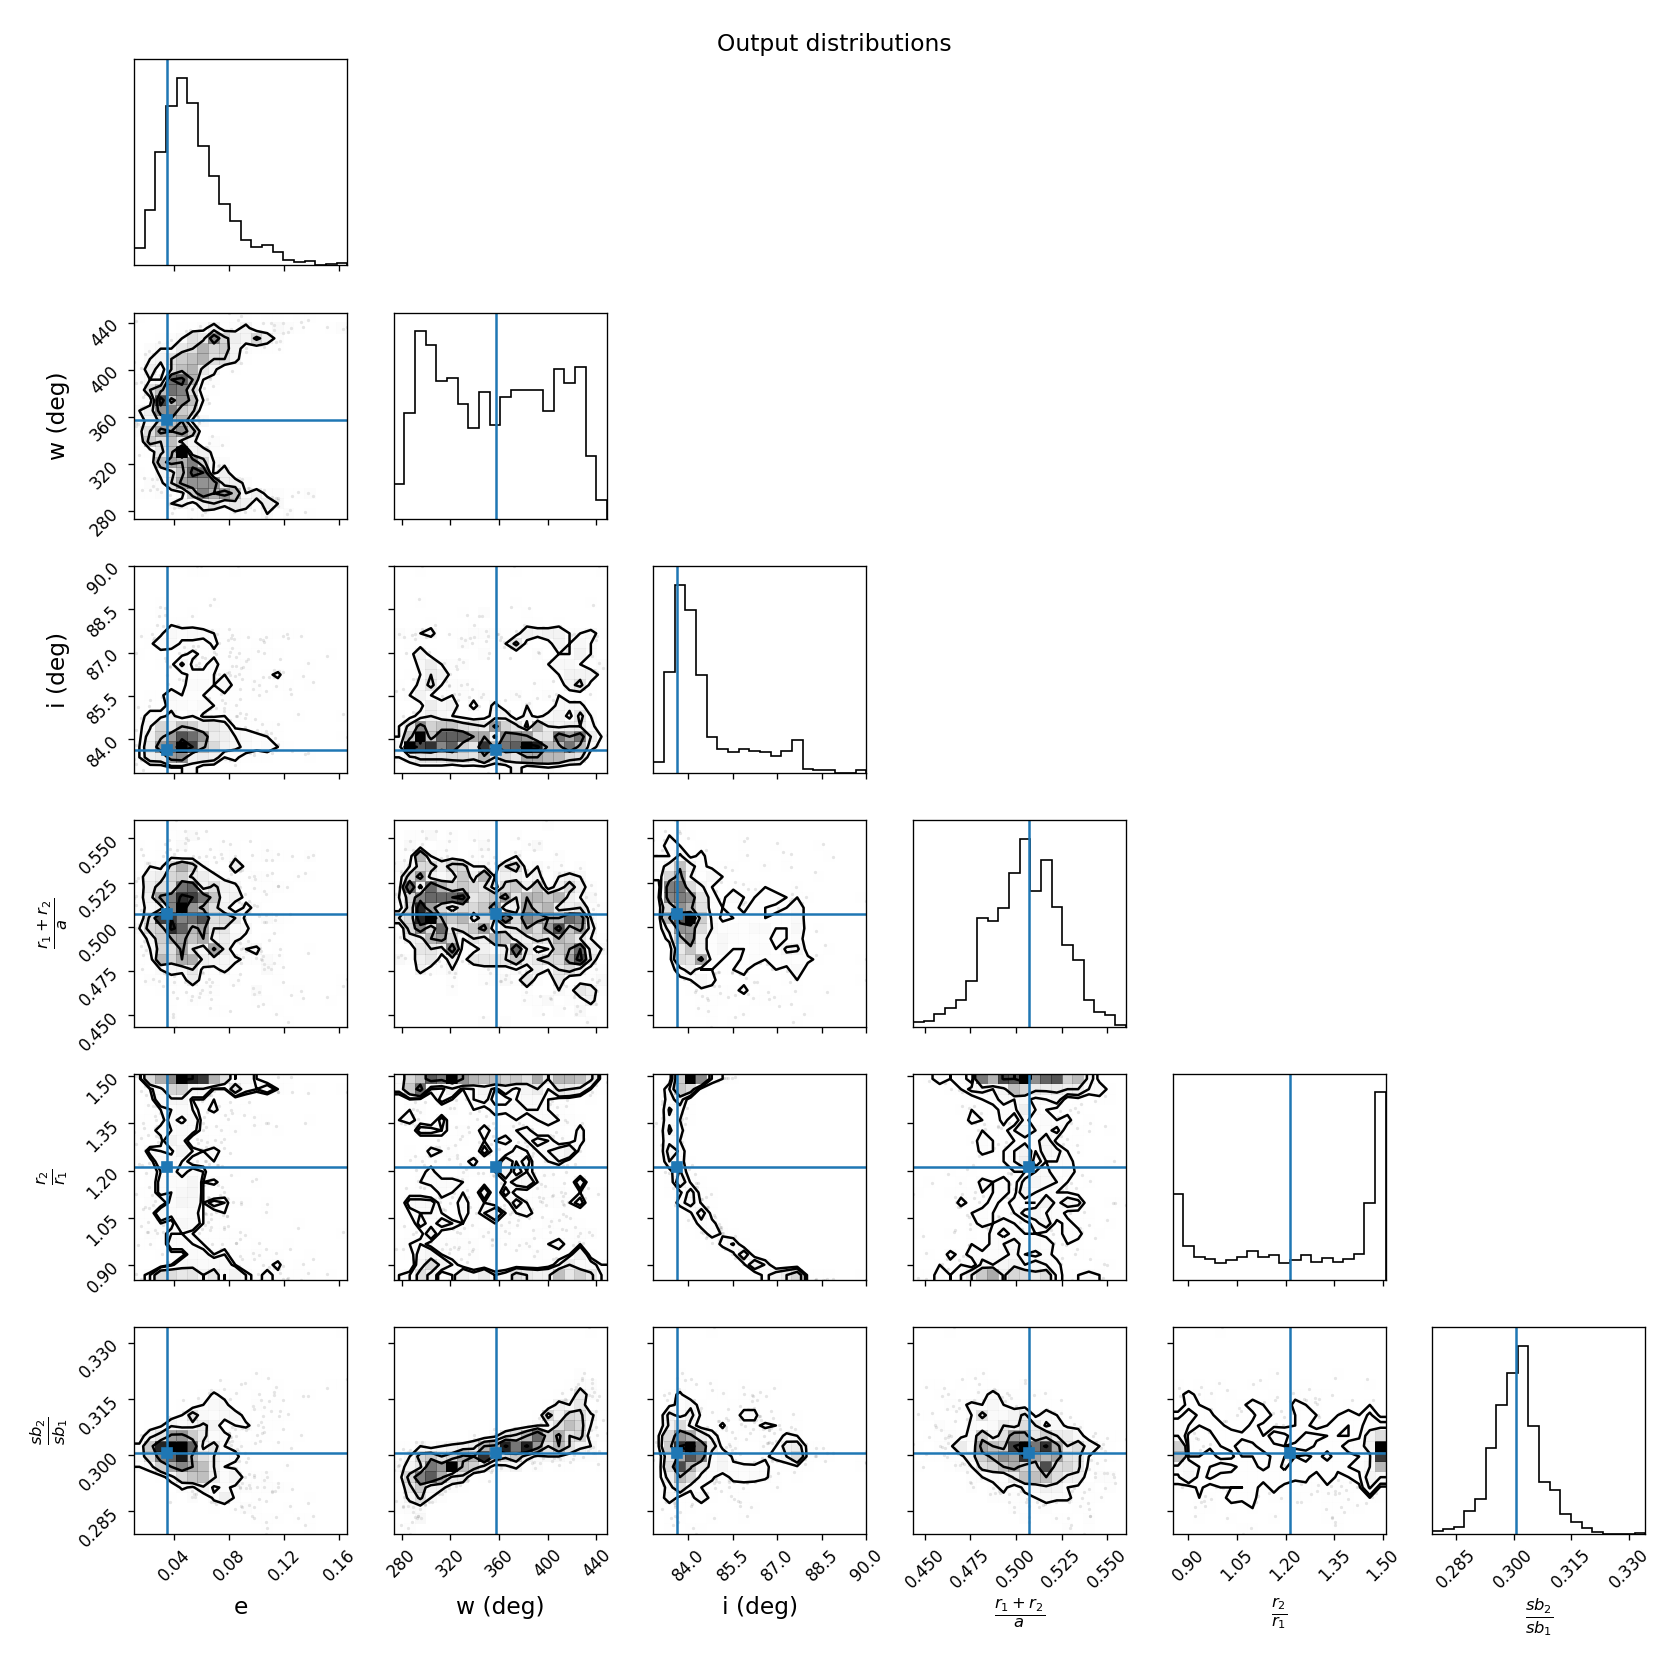 Output distributions
w (deg)
440
400
360
320
280
i (deg)
90.0
88.5
87.0
85.5
84.0
r₁ + r₂
a
0.550
0.525
0.500
0.475
0.450
r₂
r₁
1.50
1.35
1.20
1.05
0.90
sb₂
sb₁
0.330
0.315
0.300
0.285
0.04 0.08 0.12 0.16 280 320 360 400 440 84.0 85.5 87.0 88.5 90.0 0.450 0.475 0.500 0.525 0.550 0.90 1.05 1.20 1.35 1.50 0.285 0.300 0.315 0.330
e w (deg) i (deg) r₁ + r₂ r₂ sb₂
a r₁ sb₁